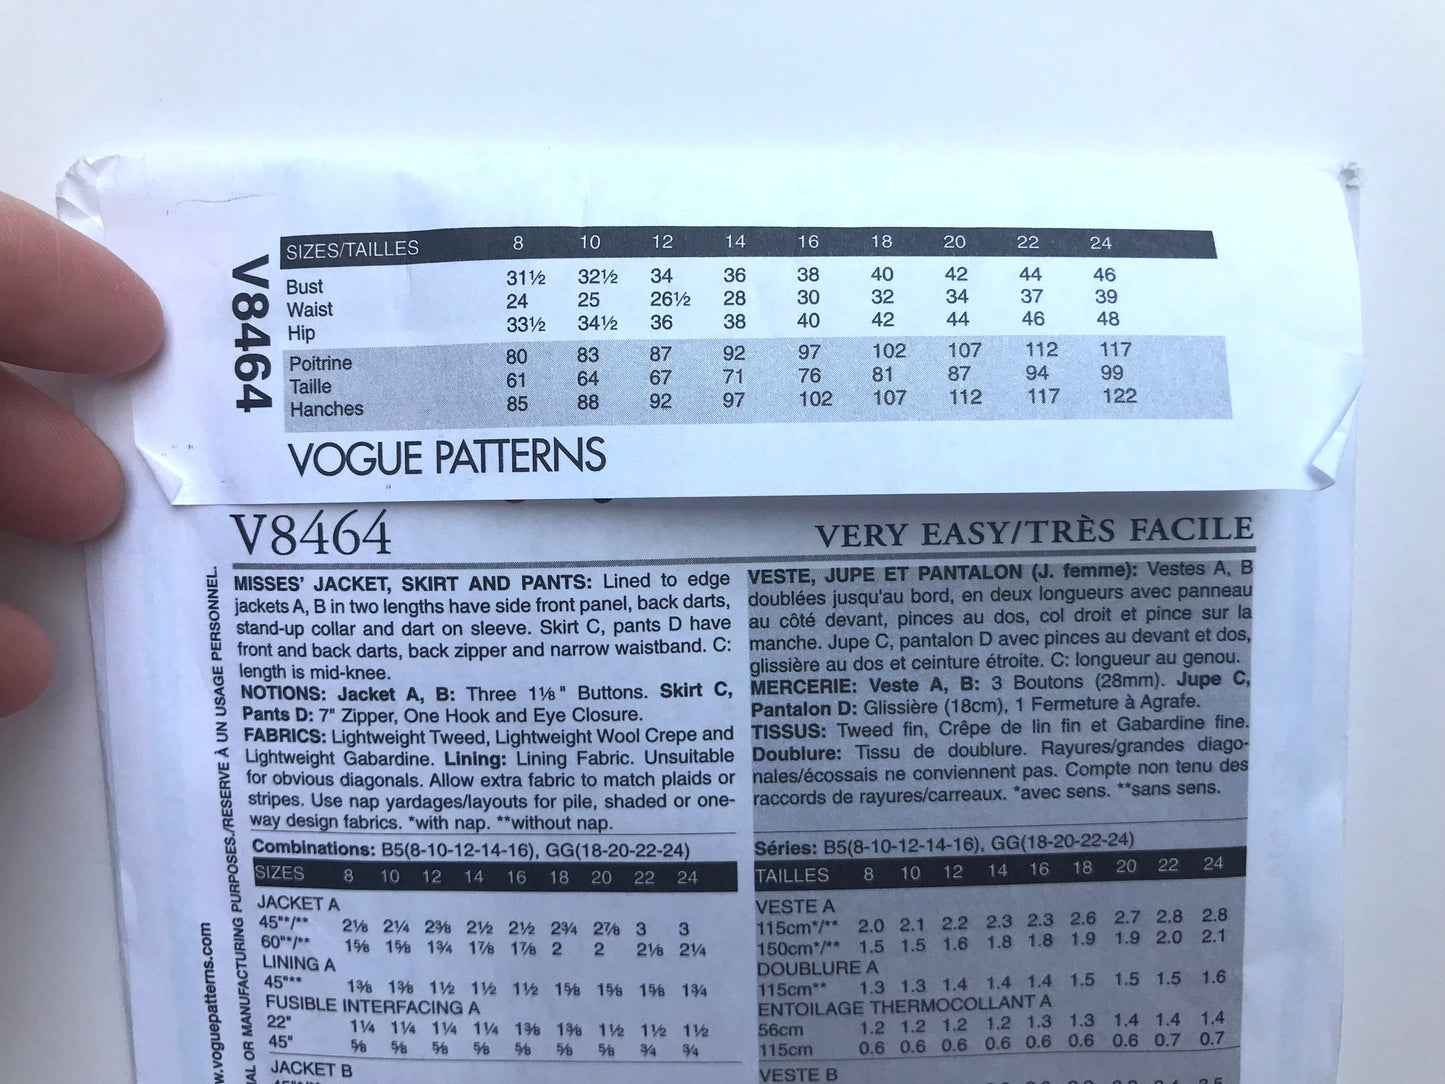 V8464
SIZES/TAILLES 8 10 12 14 16 18 20 22 24
Bust 31½ 32½ 34 36 38 40 42 44 46
Waist 24 25 26½ 28 30 32 34 37 39
Hip 33½ 34½ 36 38 40 42 44 46 48
Poitrine 80 83 87 92 97 102 107 112 117
Taille 61 64 67 71 76 81 87 94 99
Hanches 85 88 92 97 102 107 112 117 122
VOGUE PATTERNS
V8464
VERY EASY/TRÈS FACILE
MISSES' JACKET, SKIRT AND PANTS: Lined to edge
jackets A, B in two lengths have side front panel, back darts,
stand-up collar and dart on sleeve. Skirt C, pants D have
front and back darts, back zipper and narrow waistband. C:
length is mid-knee.
NOTIONS: Jacket A, B: Three 1⅛" Buttons. Skirt C,
Pants D: 7" Zipper, One Hook and Eye Closure.
FABRICS: Lightweight Tweed, Lightweight Wool Crepe and
Lightweight Gabardine. Lining: Lining Fabric. Unsuitable
for obvious diagonals. Allow extra fabric to match plaids or
stripes. Use nap yardages/layouts for pile, shaded or one-
way design fabrics. *with nap. **without nap.
Combinations: B5(8-10-12-14-16), GG(18-20-22-24)
SIZES 8 10 12 14 16 18 20 22 24
JACKET A
45"*/** 2⅛ 2¼ 2⅜ 2½ 2½ 2¾ 2⅞ 3 3
60"*/** 1⅝ 1⅝ 1¾ 1⅞ 1⅞ 2 2 2⅛ 2¼
LINING A
45"** 1⅜ 1⅜ 1½ 1½ 1½ 1⅝ 1⅝ 1⅝ 1¾
FUSIBLE INTERFACING A
22" 1¼ 1¼ 1¼ 1¼ 1⅜ 1⅜ 1½ 1½ 1½
45" ⅝ ⅝ ⅝ ⅝ ⅝ ⅝ ⅝ ¾ ¾
JACKET B
VESTE, JUPE ET PANTALON (J. femme): Vestes A, B
doublées jusqu'au bord, en deux longueurs avec panneau
au côté devant, pinces au dos, col droit et pince sur la
manche. Jupe C, pantalon D avec pinces au devant et dos,
glissière au dos et ceinture étroite. C: longueur au genou.
MERCERIE: Veste A, B: 3 Boutons (28mm). Jupe C,
Pantalon D: Glissière (18cm), 1 Fermeture à Agrafe.
TISSUS: Tweed fin, Crêpe de lin fin et Gabardine fine.
Doublure: Tissu de doublure. Rayures/grandes diago-
nales/écossais ne conviennent pas. Compte non tenu des
raccords de rayures/carreaux. *avec sens. **sans sens.
Séries: B5(8-10-12-14-16), GG(18-20-22-24)
TAILLES 8 10 12 14 16 18 20 22 24
VESTE A
115cm*/** 2.0 2.1 2.2 2.3 2.3 2.6 2.7 2.8 2.8
150cm*/** 1.5 1.5 1.6 1.8 1.8 1.9 1.9 2.0 2.1
DOUBLURE A
115cm** 1.3 1.3 1.4 1.4 1.4 1.5 1.5 1.5 1.6
ENTOILAGE THERMOCOLLANT A
56cm 1.2 1.2 1.2 1.2 1.3 1.3 1.4 1.4 1.4
115cm 0.6 0.6 0.6 0.6 0.6 0.6 0.6 0.7 0.7
VESTE B
OR MANUFACTURING PURPOSES./RESERVÉ À UN USAGE PERSONNEL.
w.voguepatterns.com